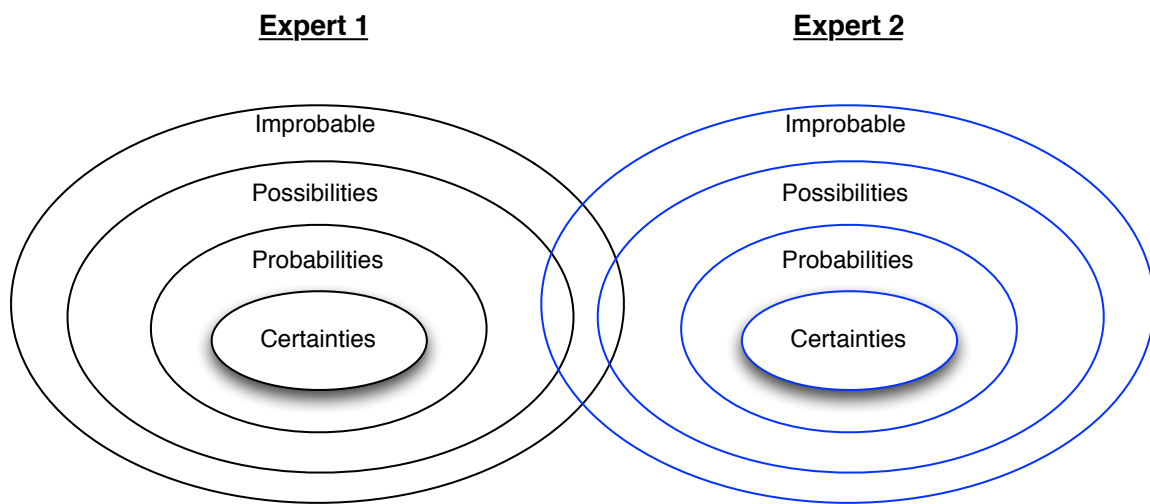 Expert 1
Expert 2
Improbable
Improbable
Possibilities
Possibilities
Probabilities
Probabilities
Certainties
Certainties